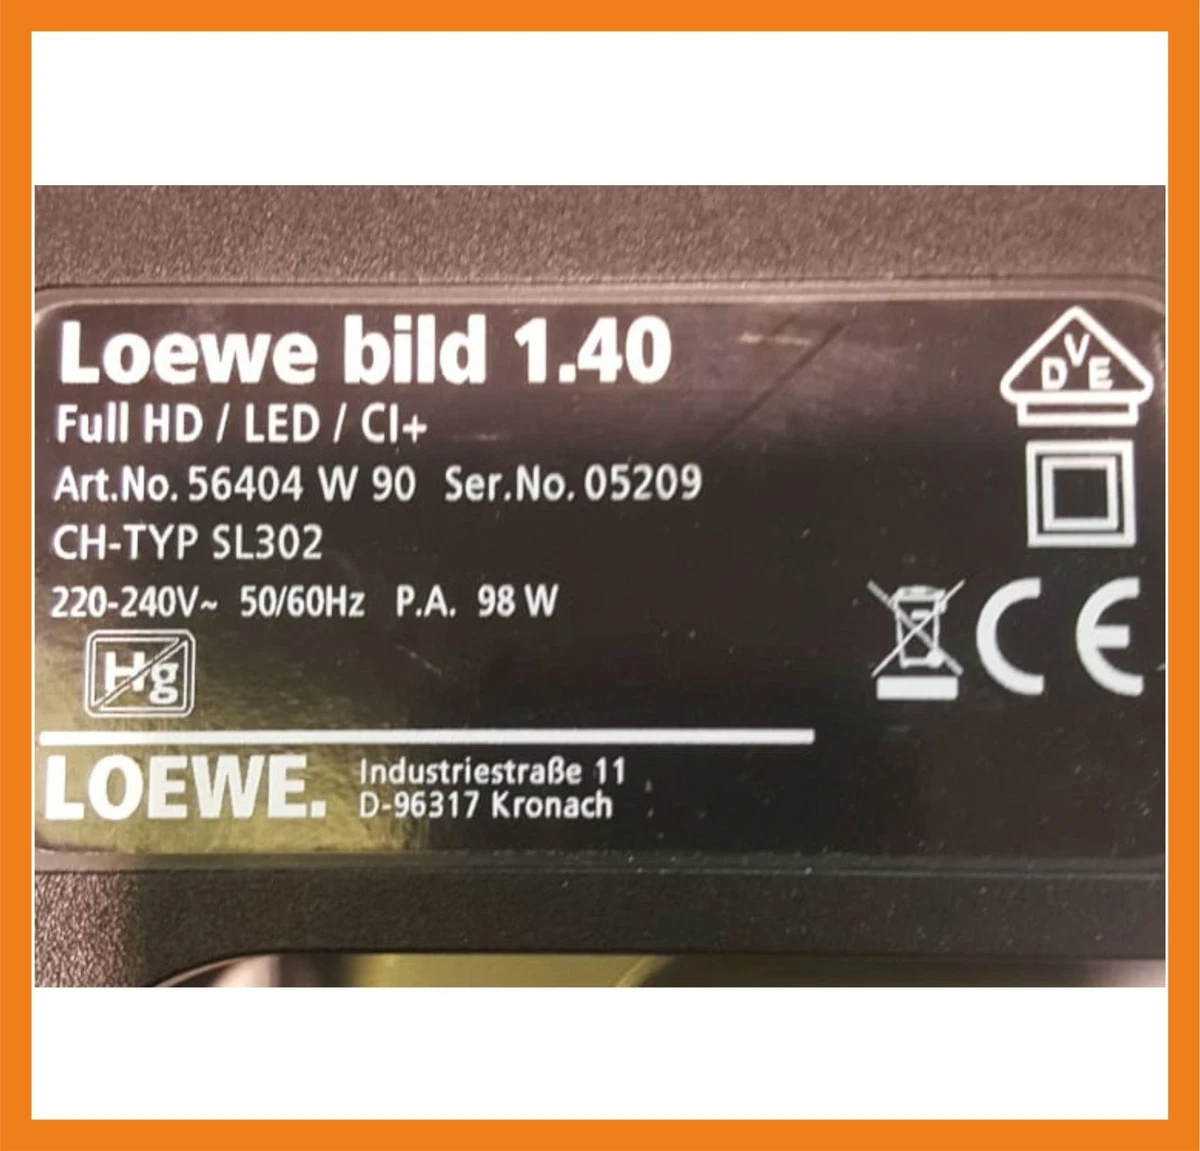 Loewe bild 1.40
Full HD / LED / CI+
Art.No. 56404 W 90 Ser.No. 05209
CH-TYP SL302
220-240V~ 50/60Hz P.A. 98 W
DVE
Hg
CE
LOEWE. Industriestraße 11
D-96317 Kronach